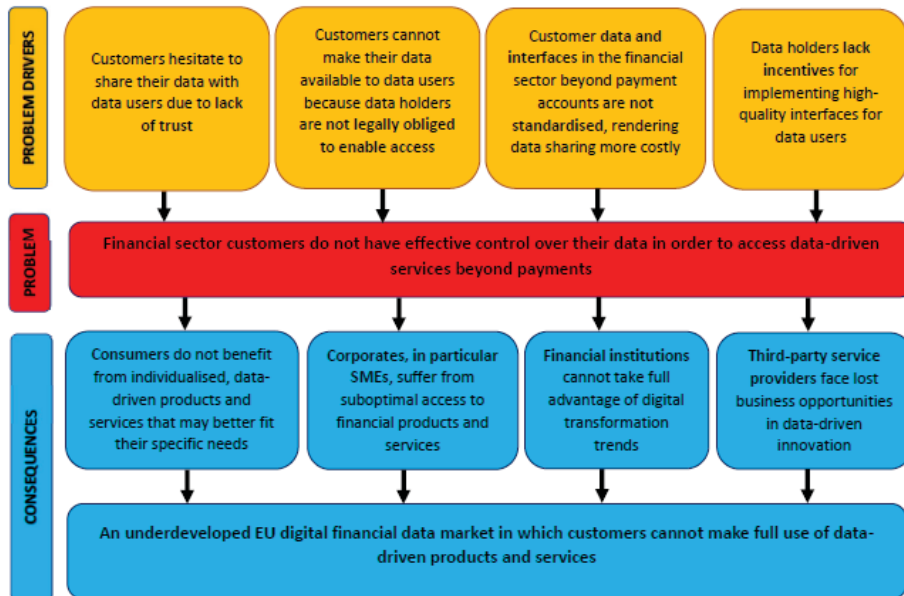 PROBLEM DRIVERS
Customers hesitate to
share their data with
data users due to lack
of trust
Customers cannot
make their data
available to data users
because data holders
are not legally obliged
to enable access
Customer data and
interfaces in the financial
sector beyond payment
accounts are not
standardised, rendering
data sharing more costly
Data holders lack
incentives for
implementing high-
quality interfaces for
data users
PROBLEM
Financial sector customers do not have effective control over their data in order to access data-driven
services beyond payments
CONSEQUENCES
Consumers do not benefit
from individualised, data-
driven products and
services that may better fit
their specific needs
Corporates, in particular
SMEs, suffer from
suboptimal access to
financial products and
services
Financial institutions
cannot take full
advantage of digital
transformation
trends
Third-party service
providers face lost
business opportunities
in data-driven
innovation
An underdeveloped EU digital financial data market in which customers cannot make full use of data-
driven products and services